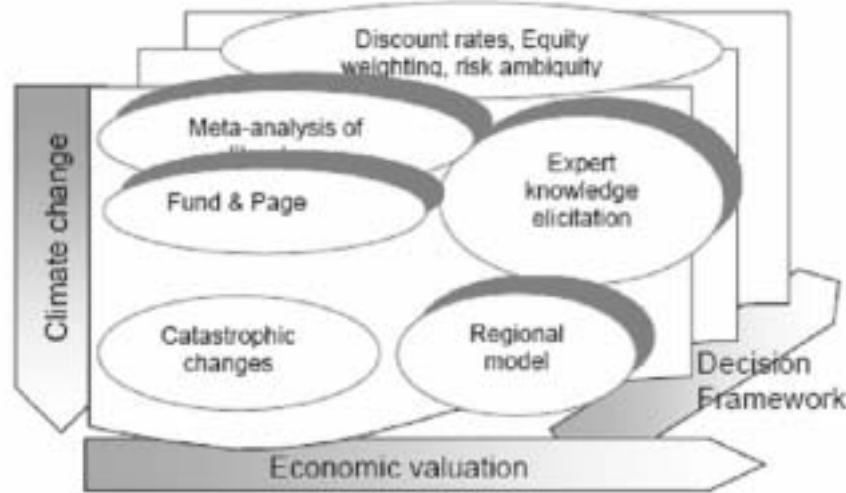 Discount rates, Equity
weighting, risk ambiguity
Meta-analysis of
Expert
knowledge
elicitation
Fund & Page
Climate change
Catastrophic
changes
Regional
model
Decision
Framework
Economic valuation